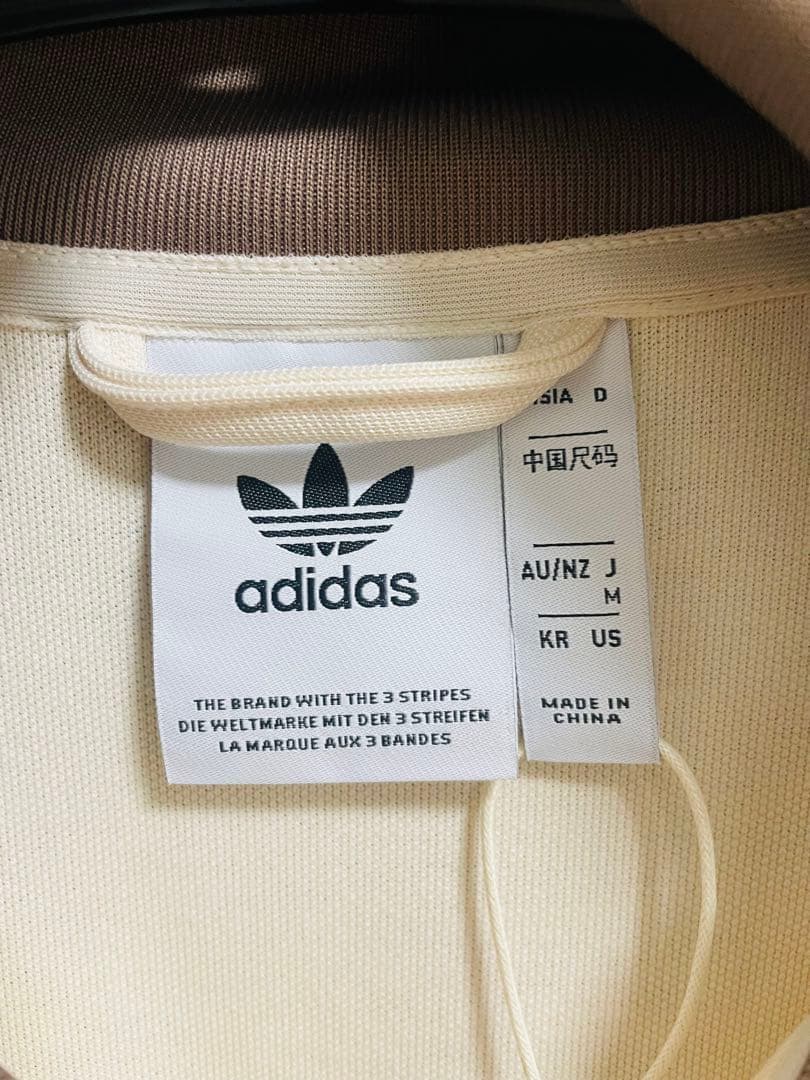 adidas
THE BRAND WITH THE 3 STRIPES
DIE WELTMARKE MIT DEN 3 STREIFEN
LA MARQUE AUX 3 BANDES
D
中国尺码
AU/NZ J
M
KR US
MADE IN
CHINA